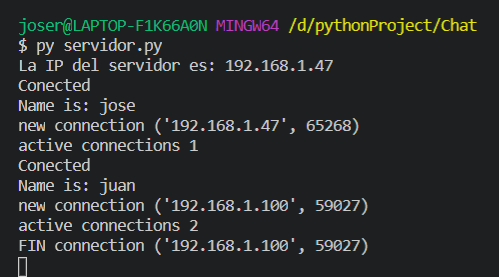 joser@LAPTOP-F1K66A0N MINGW64 /d/pythonProject/Chat
$ py servidor.py
La IP del servidor es: 192.168.1.47
Conected
Name is: jose
new connection ('192.168.1.47', 65268)
active connections 1
Conected
Name is: juan
new connection ('192.168.1.100', 59027)
active connections 2
FIN connection ('192.168.1.100', 59027)